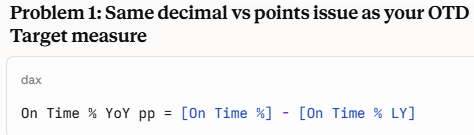 Problem 1: Same decimal vs points issue as your OTD
Target measure
dax
On Time % YoY pp = [On Time %] - [On Time % LY]